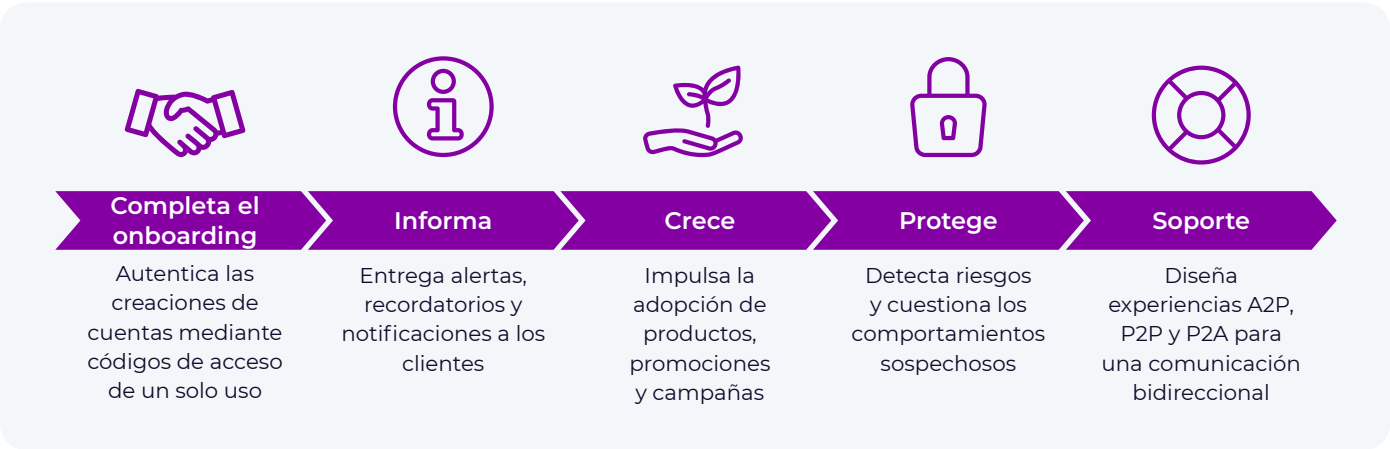 Completa el
onboarding
Informa
Crece
Protege
Soporte
Autentica las
creaciones de
cuentas mediante
códigos de acceso
de un solo uso
Entrega alertas,
recordatorios y
notificaciones a los
clientes
Impulsa la
adopción de
productos,
promociones
y campañas
Detecta riesgos
y cuestiona los
comportamientos
sospechosos
Diseña
experiencias A2P,
P2P y P2A para
una comunicación
bidireccional